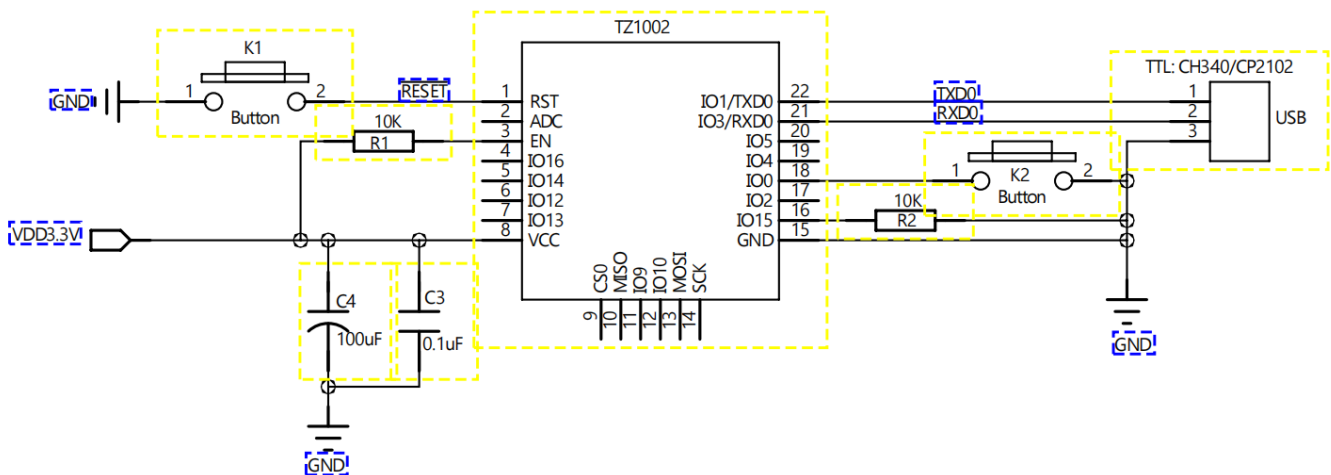 TZ1002
K1
TTL: CH340/CP2102
GND
1
2
Button
RESET
1
RST
IO1/TXD0
22
TXD0
1
2
ADC
IO3/RXD0
21
RXD0
2
USB
10K
R1
3
EN
IO5
20
3
4
IO16
IO4
19
5
IO14
IO0
18
1
K2
2
Button
6
IO12
IO2
17
7
IO13
IO15
16
10K
R2
VDD3.3V
8
VCC
GND
15
CS0
MISO
IO9
IO10
MOSI
SCK
9
10
11
12
13
14
C4
100uF
C3
0.1uF
GND
GND